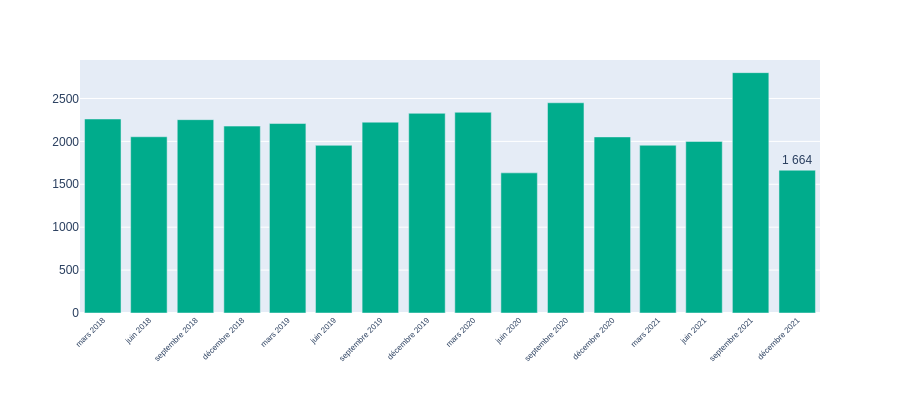 2500
2000
1500
1000
500
0
1 664
mars 2018
juin 2018
septembre 2018
décembre 2018
mars 2019
juin 2019
septembre 2019
décembre 2019
mars 2020
juin 2020
septembre 2020
décembre 2020
mars 2021
juin 2021
septembre 2021
décembre 2021